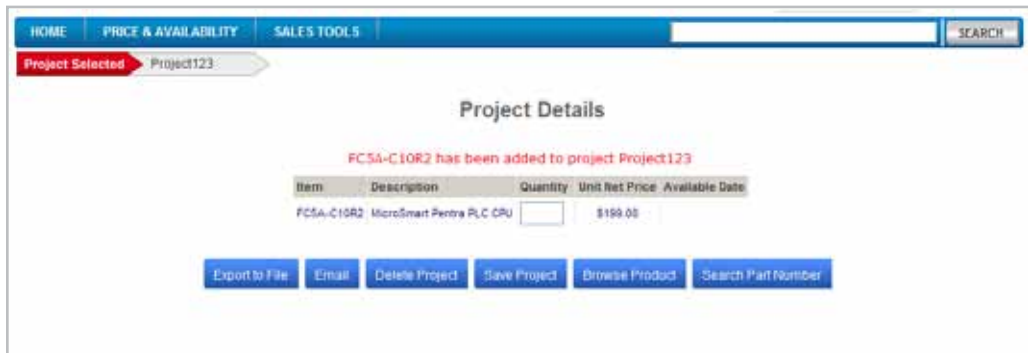 HOME PRICE & AVAILABILITY SALES TOOLS SEARCH
Project Selected Project123
Project Details
FC5A-C10R2 has been added to project Project123
Item Description Quantity Unit Net Price Available Date
FC5A-C10R2 MicroSmart Pentra PLC CPU $199.00
Export to File Email Delete Project Save Project Browse Product Search Part Number